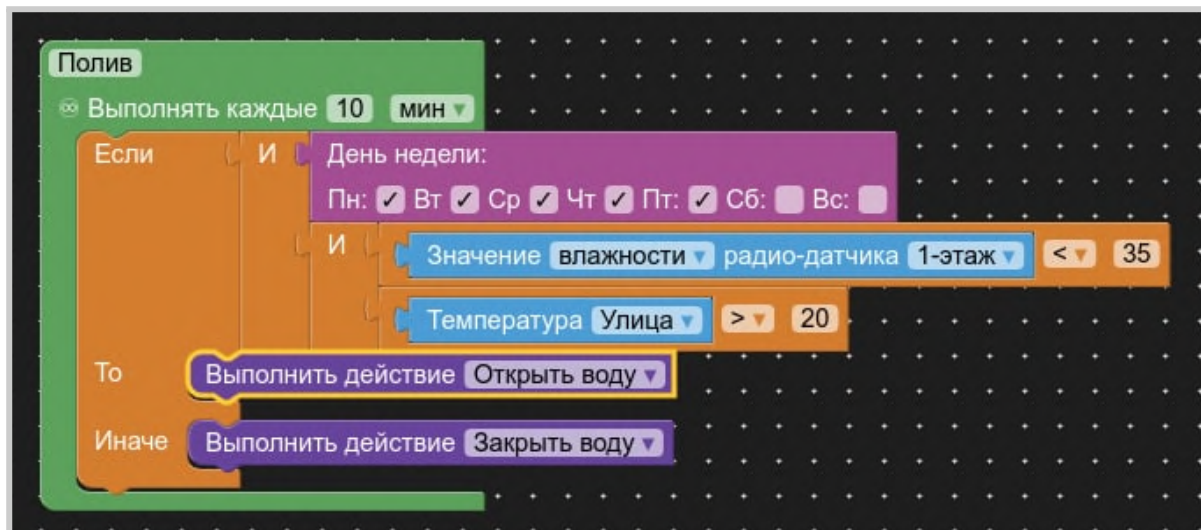 Полив
Выполнять каждые 10 мин
Если И День недели:
Пн: Вт Ср Чт Пт: Сб: Вс:
И Значение влажности радио-датчика 1-этаж < 35
Температура Улица > 20
То Выполнить действие Открыть воду
Иначе Выполнить действие Закрыть воду